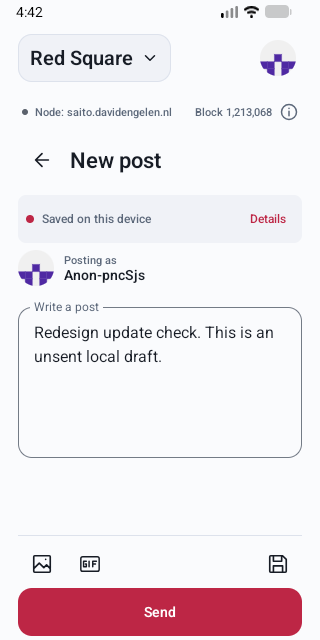 4:42
Red Square
Node: saito.davidengelen.nl Block 1,213,068
New post
Saved on this device Details
Posting as
Anon-pncSjs
Write a post
Redesign update check. This is an
unsent local draft.
GIF
Send